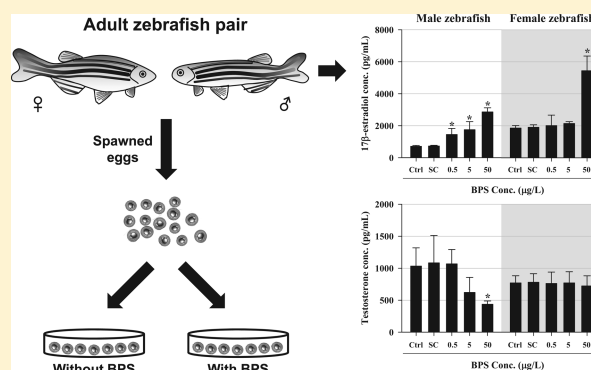 Adult zebrafish pair
♀
♂
Spawned
eggs
Without BPS
With BPS
Male zebrafish
Female zebrafish
17β-estradiol conc. (pg/mL)
8000
6000
4000
2000
0
* * * *
Ctrl SC 0.5 5 50 Ctrl SC 0.5 5 50
BPS Conc. (μg/L)
Testosterone conc. (pg/mL)
2000
1500
1000
500
0
*
Ctrl SC 0.5 5 50 Ctrl SC 0.5 5 50
BPS Conc. (μg/L)